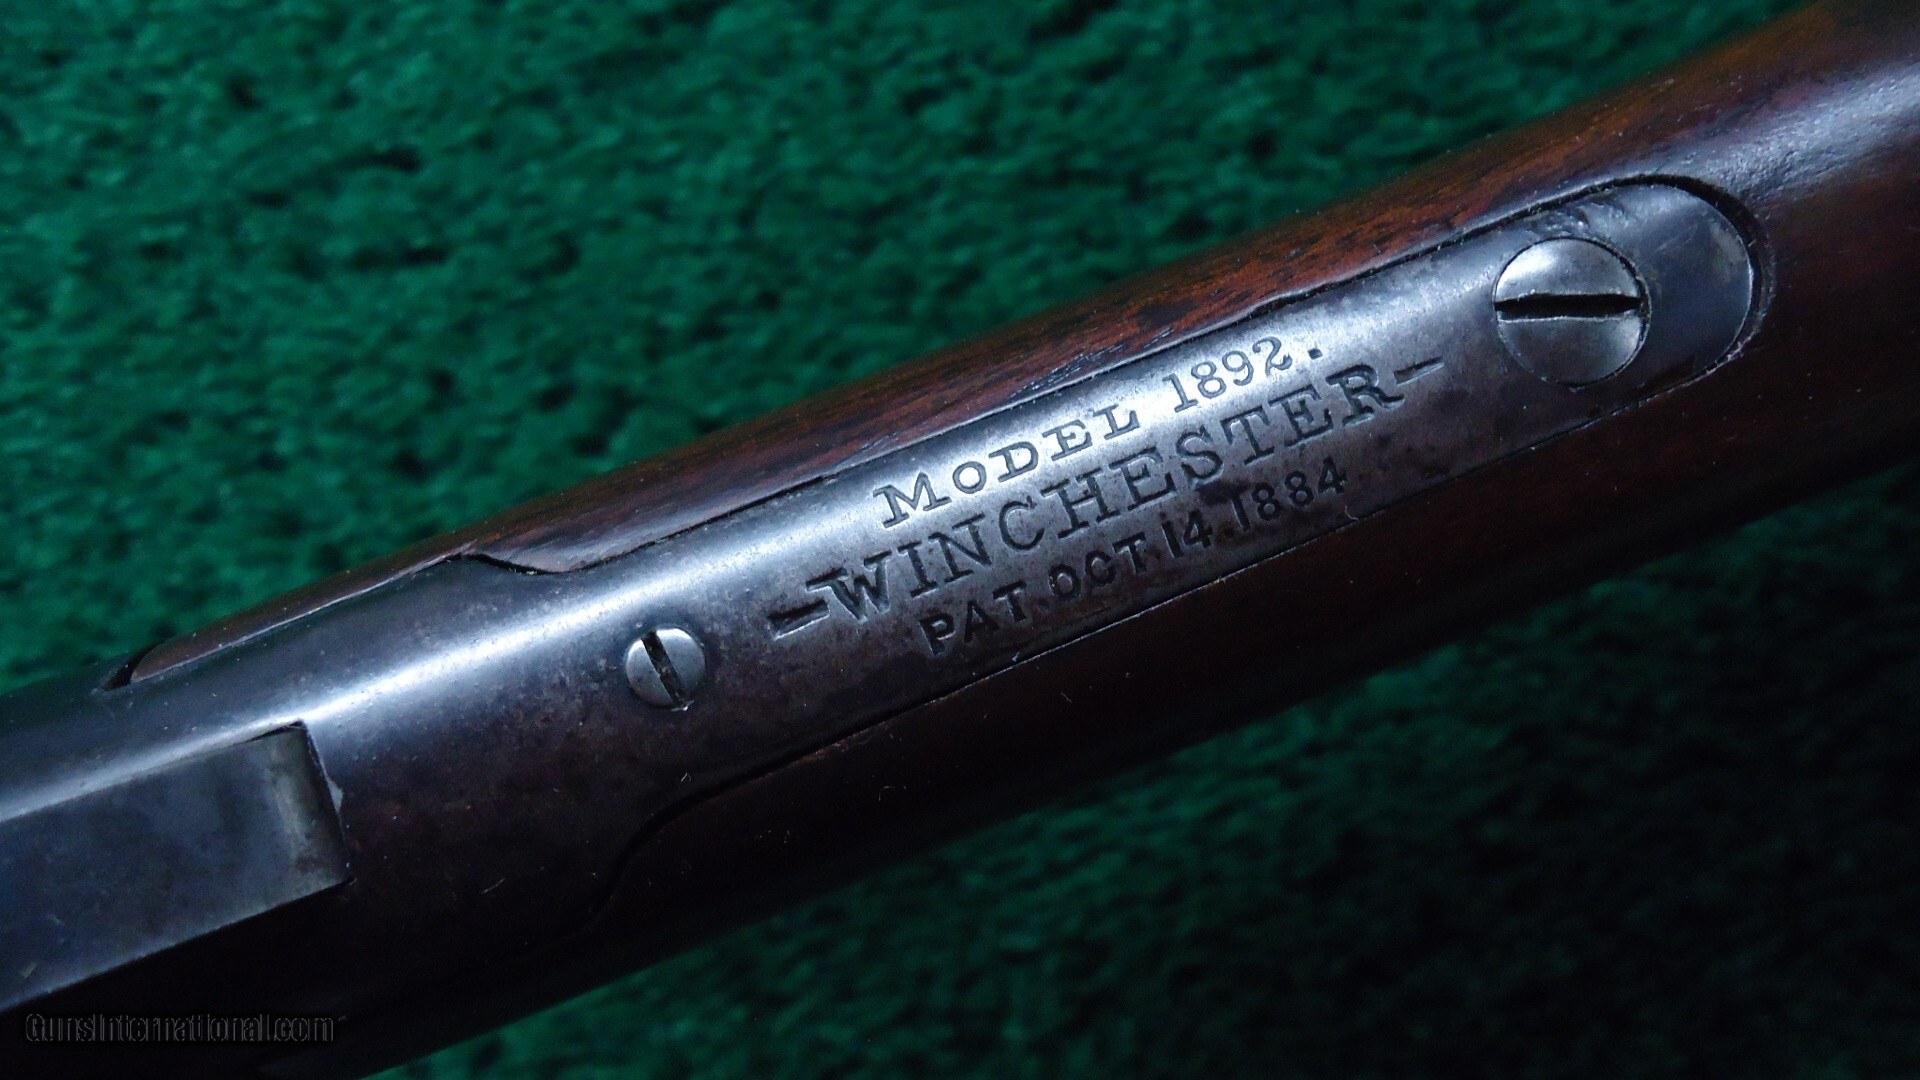 MODEL 1892.
-WINCHESTER-
PAT. OCT. 14. 1884
GunsInternational.com